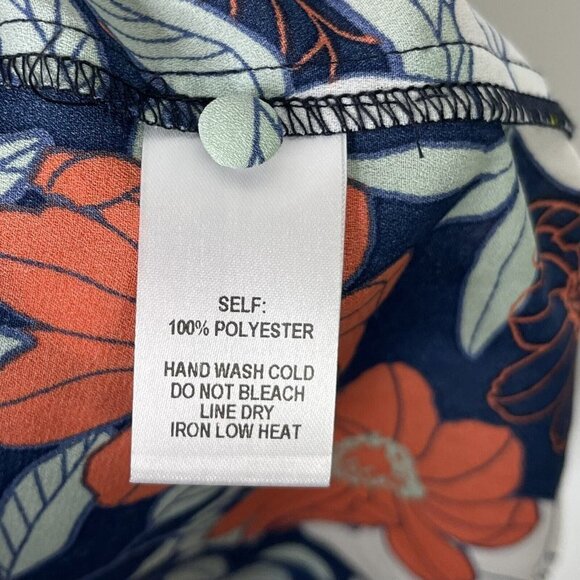 SELF:
100% POLYESTER
HAND WASH COLD
DO NOT BLEACH
LINE DRY
IRON LOW HEAT